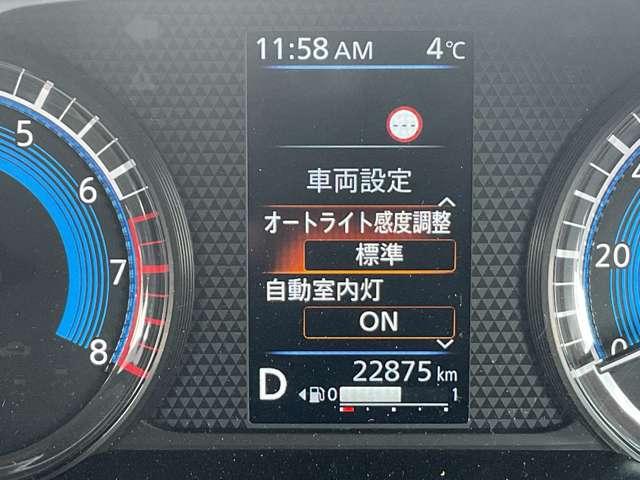 11:58 AM 4℃
車両設定
オートライト感度調整
標準
自動室内灯
ON
D 22875 km
0 1
5
6
7
8
20
0